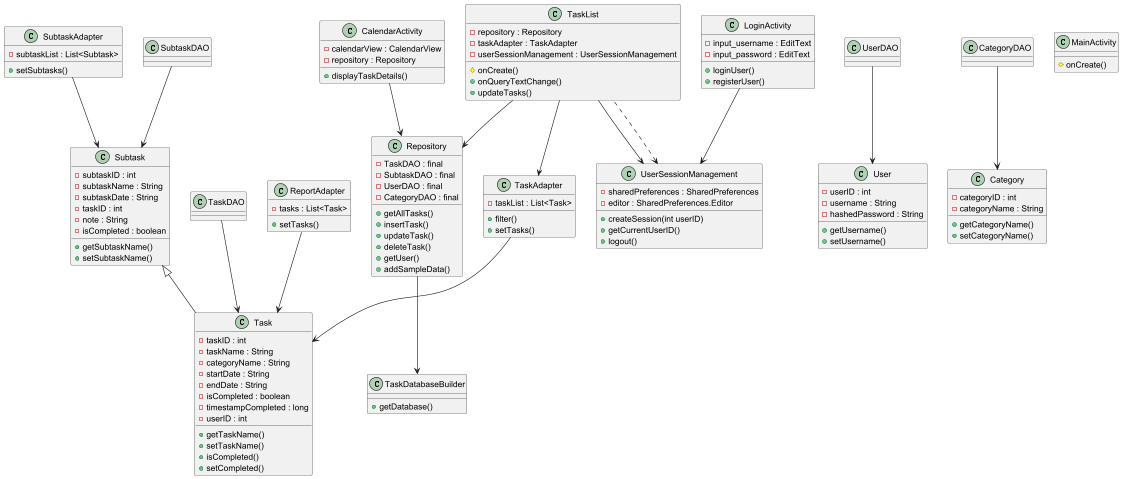 C SubtaskAdapter
subtaskList : List<Subtask>
setSubtasks()
C SubtaskDAO
C CalendarActivity
calendarView : CalendarView
repository : Repository
displayTaskDetails()
C TaskList
repository : Repository
taskAdapter : TaskAdapter
userSessionManagement : UserSessionManagement
onCreate()
onQueryTextChange()
updateTasks()
C LoginActivity
input_username : EditText
input_password : EditText
loginUser()
registerUser()
C UserDAO
C CategoryDAO
C MainActivity
onCreate()
C Subtask
subtaskID : int
subtaskName : String
subtaskDate : String
taskID : int
note : String
isCompleted : boolean
getSubtaskName()
setSubtaskName()
C TaskDAO
C ReportAdapter
tasks : List<Task>
setTasks()
C Repository
TaskDAO : final
SubtaskDAO : final
UserDAO : final
CategoryDAO : final
getAllTasks()
insertTask()
updateTask()
deleteTask()
getUser()
addSampleData()
C TaskAdapter
taskList : List<Task>
filter()
setTasks()
C UserSessionManagement
sharedPreferences : SharedPreferences
editor : SharedPreferences.Editor
createSession(int userID)
getCurrentUserID()
logout()
C User
userID : int
username : String
hashedPassword : String
getUsername()
setUsername()
C Category
categoryID : int
categoryName : String
getCategoryName()
setCategoryName()
C Task
taskID : int
taskName : String
categoryName : String
startDate : String
endDate : String
isCompleted : boolean
timestampCompleted : long
userID : int
getTaskName()
setTaskName()
isCompleted()
setCompleted()
C TaskDatabaseBuilder
getDatabase()